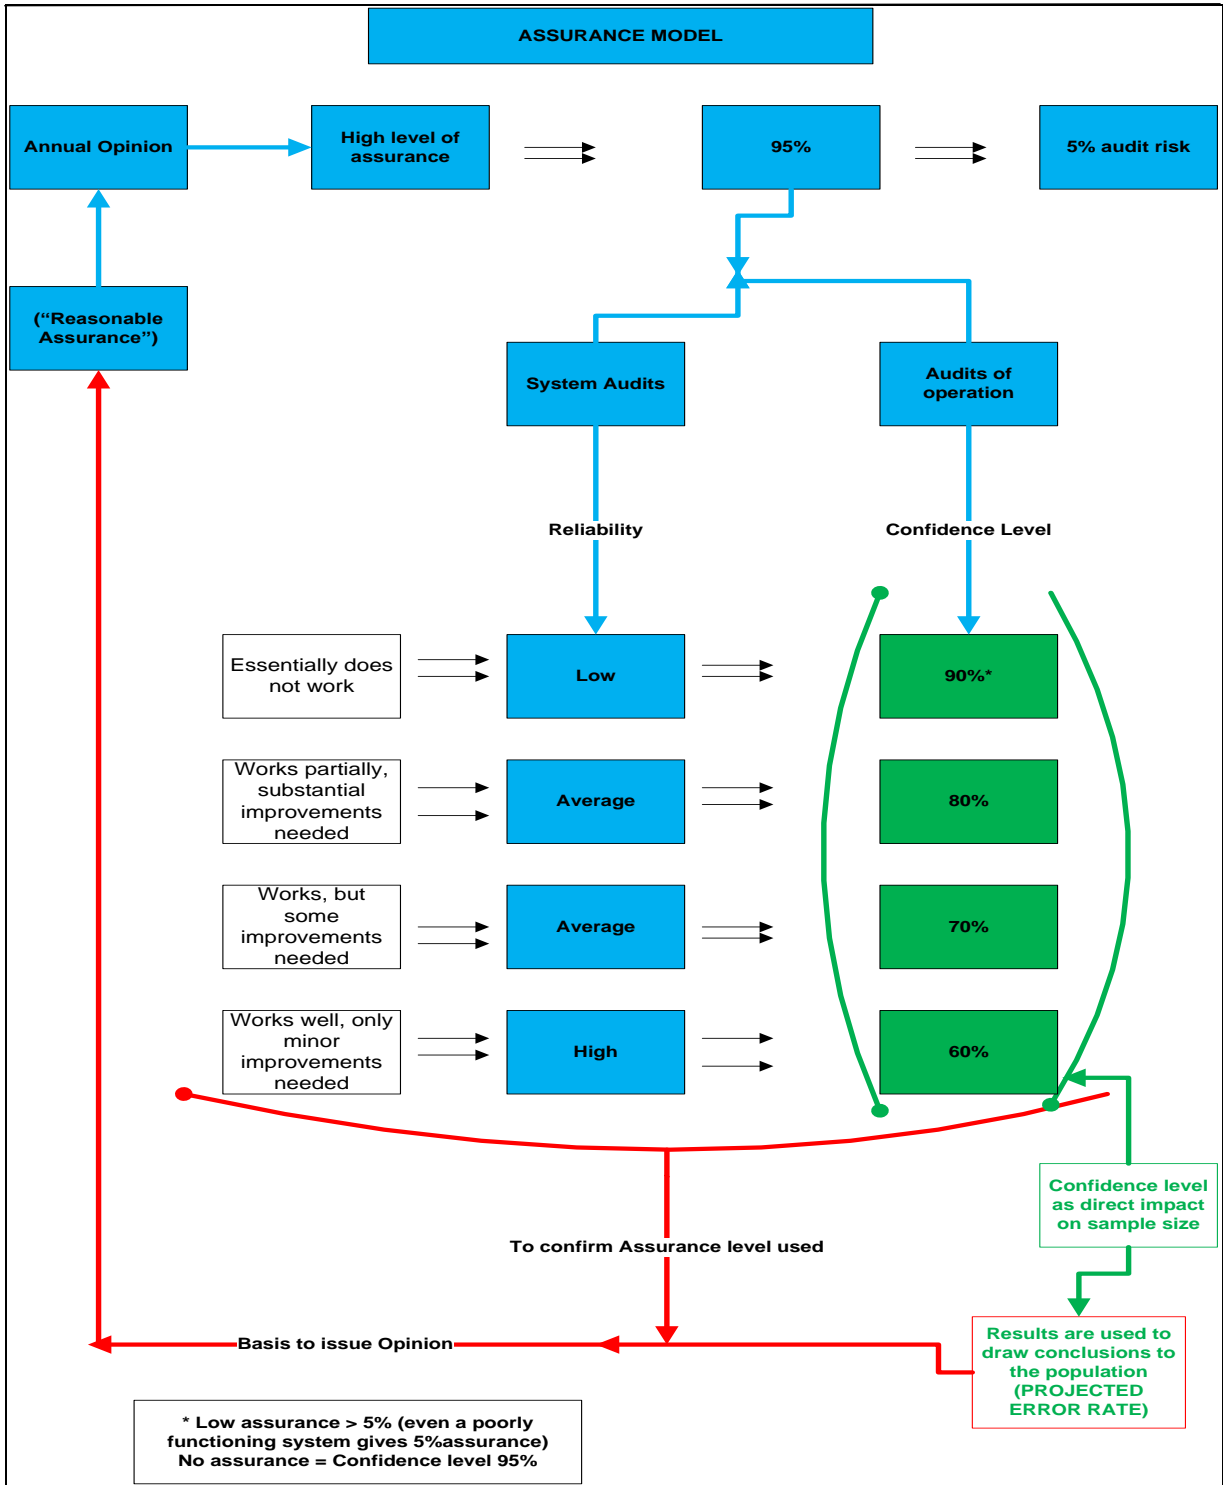 ASSURANCE MODEL
Annual Opinion
High level of
assurance
95%
5% audit risk
(“Reasonable
Assurance”)
System Audits
Audits of
operation
Reliability
Confidence Level
Essentially does
not work
Low
90%*
Works partially,
substantial
improvements
needed
Average
80%
Works, but
some
improvements
needed
Average
70%
Works well, only
minor
improvements
needed
High
60%
Confidence level
as direct impact
on sample size
To confirm Assurance level used
Basis to issue Opinion
Results are used to
draw conclusions to
the population
(PROJECTED
ERROR RATE)
* Low assurance > 5% (even a poorly
functioning system gives 5%assurance)
No assurance = Confidence level 95%